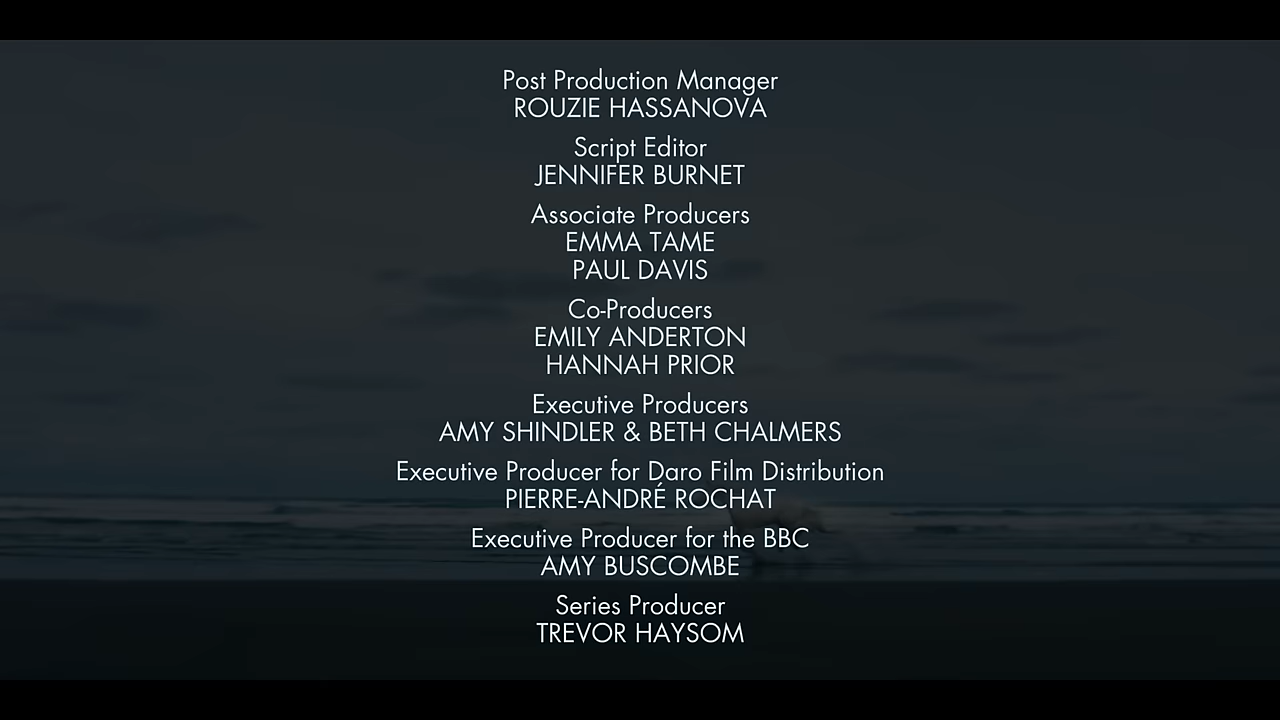 Post Production Manager
ROUZIE HASSANOVA
Script Editor
JENNIFER BURNET
Associate Producers
EMMA TAME
PAUL DAVIS
Co-Producers
EMILY ANDERTON
HANNAH PRIOR
Executive Producers
AMY SHINDLER & BETH CHALMERS
Executive Producer for Daro Film Distribution
PIERRE-ANDRÉ ROCHAT
Executive Producer for the BBC
AMY BUSCOMBE
Series Producer
TREVOR HAYSOM